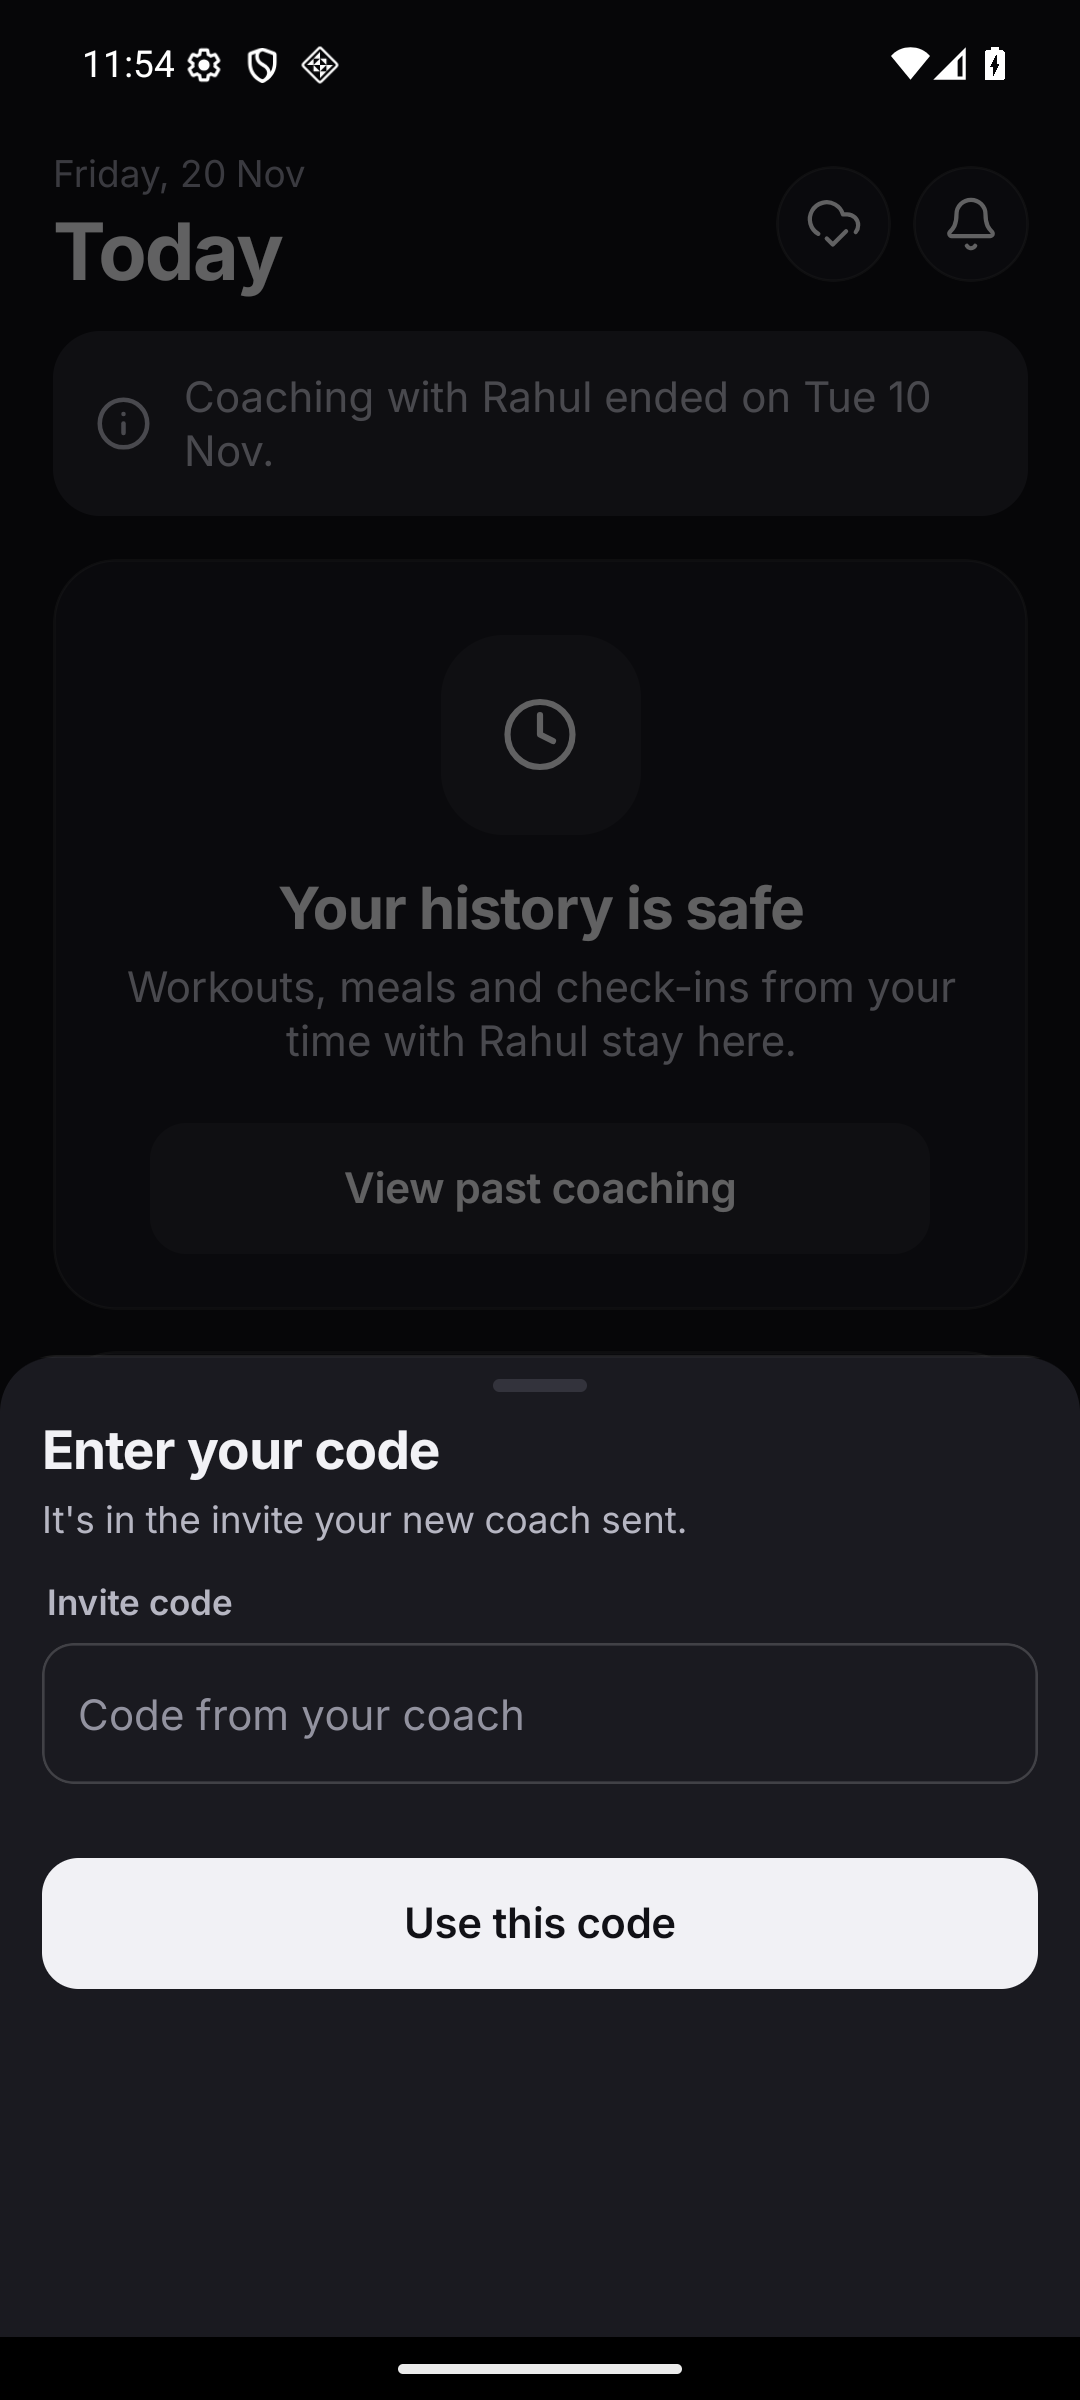 11:54
Friday, 20 Nov
Today
Coaching with Rahul ended on Tue 10
Nov.
Your history is safe
Workouts, meals and check-ins from your
time with Rahul stay here.
View past coaching
Enter your code
It's in the invite your new coach sent.
Invite code
Code from your coach
Use this code